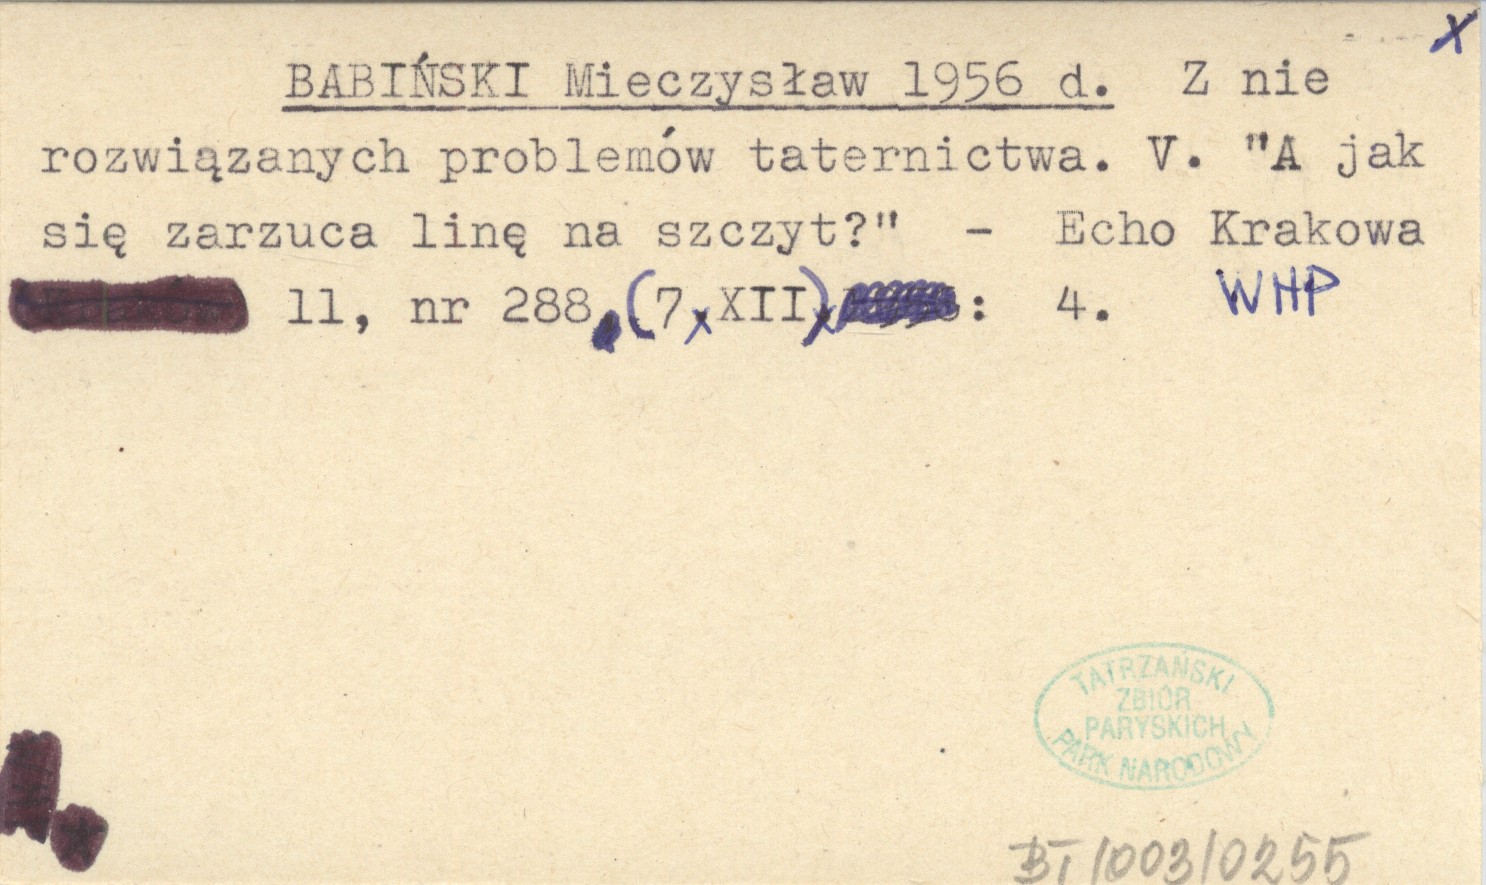 x
BABIŃSKI Mieczysław 1956 d. Z nie
rozwiązanych problemów taternictwa. V. "A jak
się zarzuca linę na szczyt?" - Echo Krakowa
11, nr 288, (7 XII) : 4. WHP
TATRZAŃSKI
ZBIÓR
PARYSKICH
PARK NARODOWY
BT/003/0255